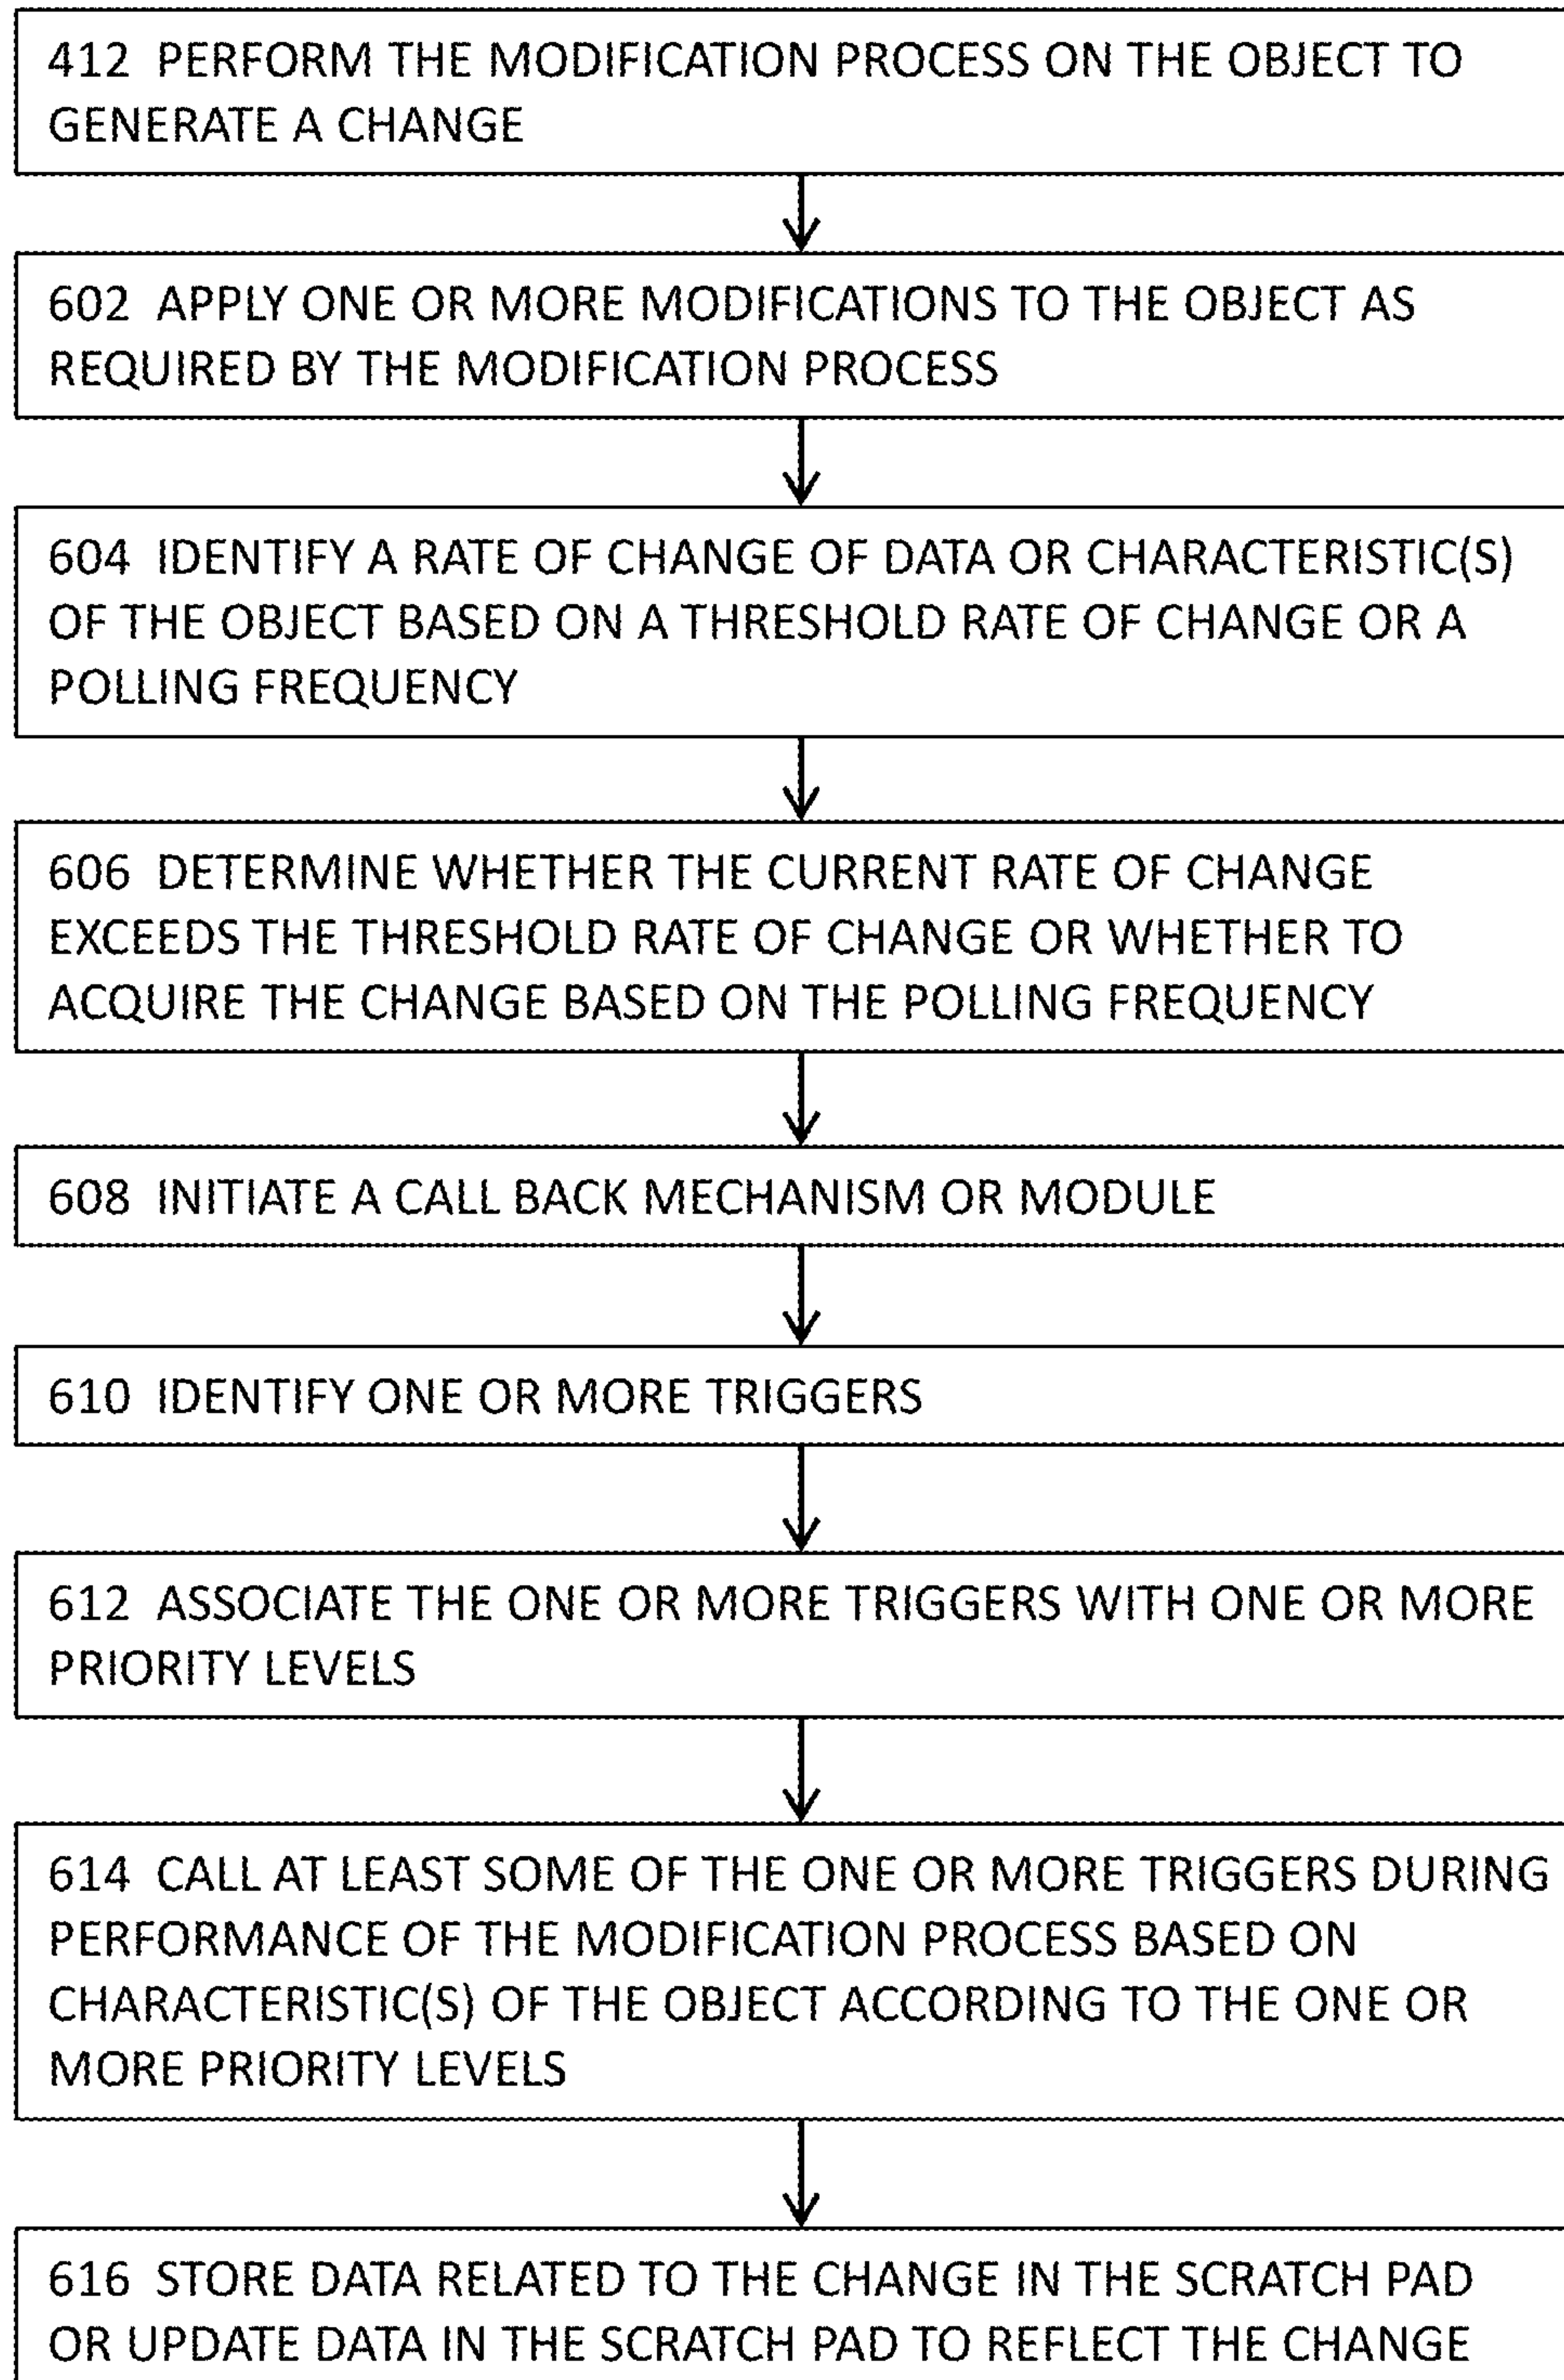 412 PERFORM THE MODIFICATION PROCESS ON THE OBJECT TO
GENERATE A CHANGE
602 APPLY ONE OR MORE MODIFICATIONS TO THE OBJECT AS
REQUIRED BY THE MODIFICATION PROCESS
604 IDENTIFY A RATE OF CHANGE OF DATA OR CHARACTERISTIC(S)
OF THE OBJECT BASED ON A THRESHOLD RATE OF CHANGE OR A
POLLING FREQUENCY
606 DETERMINE WHETHER THE CURRENT RATE OF CHANGE
EXCEEDS THE THRESHOLD RATE OF CHANGE OR WHETHER TO
ACQUIRE THE CHANGE BASED ON THE POLLING FREQUENCY
608 INITIATE A CALL BACK MECHANISM OR MODULE
610 IDENTIFY ONE OR MORE TRIGGERS
612 ASSOCIATE THE ONE OR MORE TRIGGERS WITH ONE OR MORE
PRIORITY LEVELS
614 CALL AT LEAST SOME OF THE ONE OR MORE TRIGGERS DURING
PERFORMANCE OF THE MODIFICATION PROCESS BASED ON
CHARACTERISTIC(S) OF THE OBJECT ACCORDING TO THE ONE OR
MORE PRIORITY LEVELS
616 STORE DATA RELATED TO THE CHANGE IN THE SCRATCH PAD
OR UPDATE DATA IN THE SCRATCH PAD TO REFLECT THE CHANGE